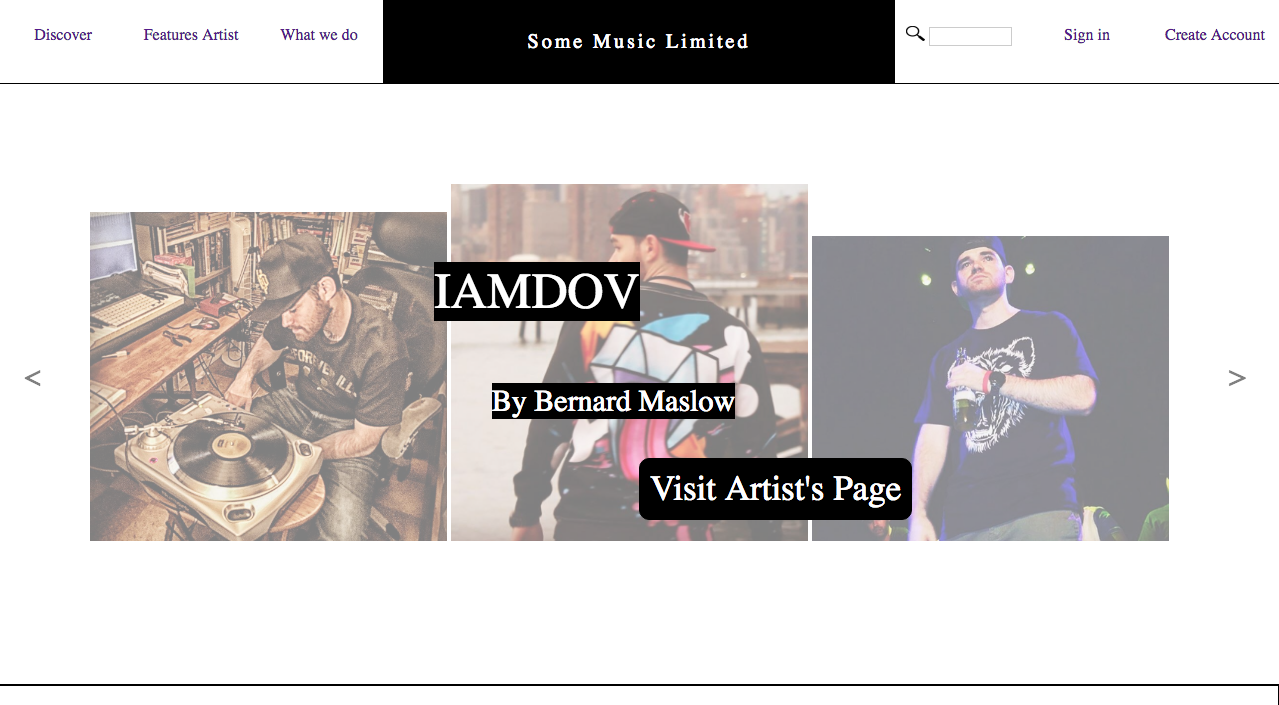 Discover Features Artist What we do Some Music Limited Sign in Create Account
IAMDOV
<
>
By Bernard Maslow
Visit Artist's Page